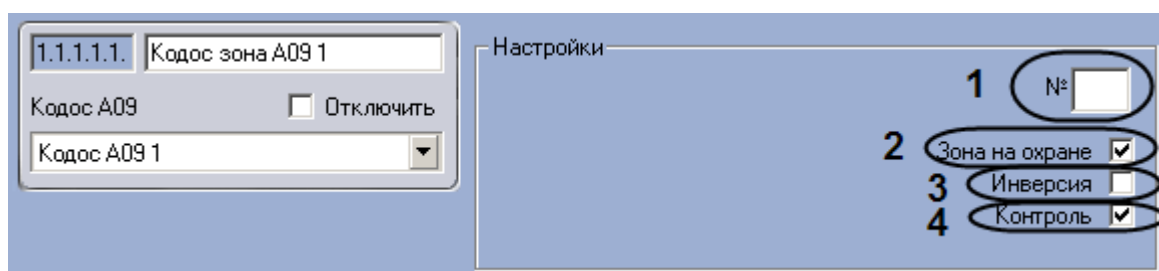 1.1.1.1.1. Кодос зона А09 1
Кодос А09 Отключить
Кодос А09 1
Настройки
1 №
2 Зона на охране
3 Инверсия
4 Контроль